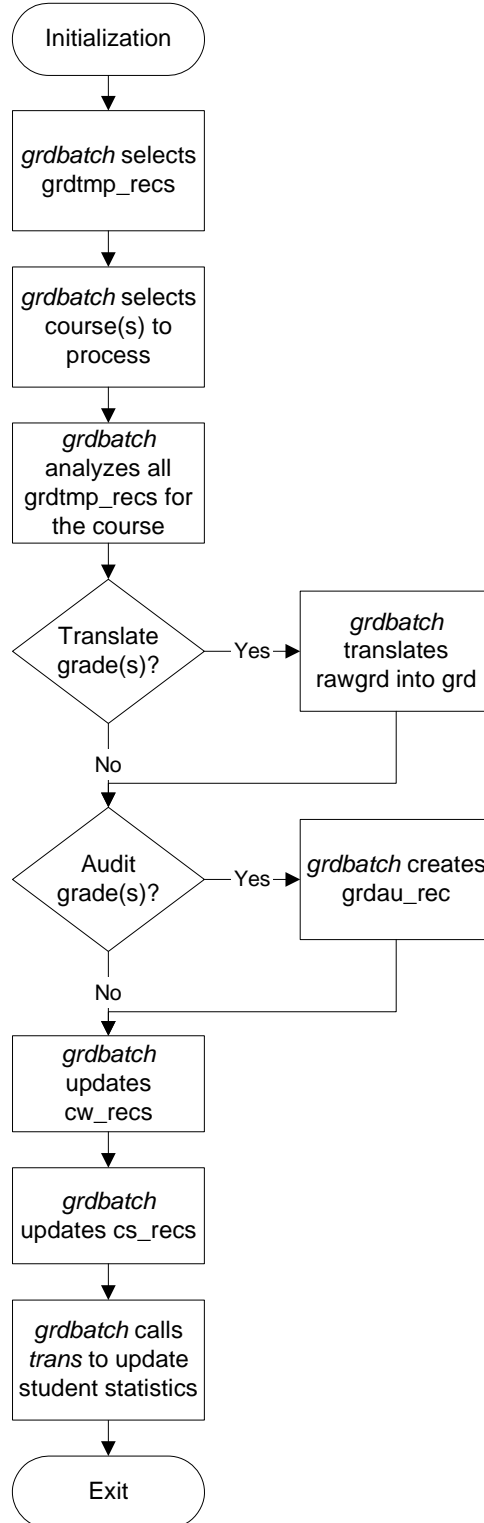 Initialization
grdbatch selects
grdtmp_recs
grdbatch selects
course(s) to
process
grdbatch
analyzes all
grdtmp_recs for
the course
Translate
grade(s)?
Yes
grdbatch
translates
rawgrd into grd
No
Audit
grade(s)?
Yes
grdbatch creates
grdau_rec
No
grdbatch
updates
cw_recs
grdbatch
updates cs_recs
grdbatch calls
trans to update
student statistics
Exit